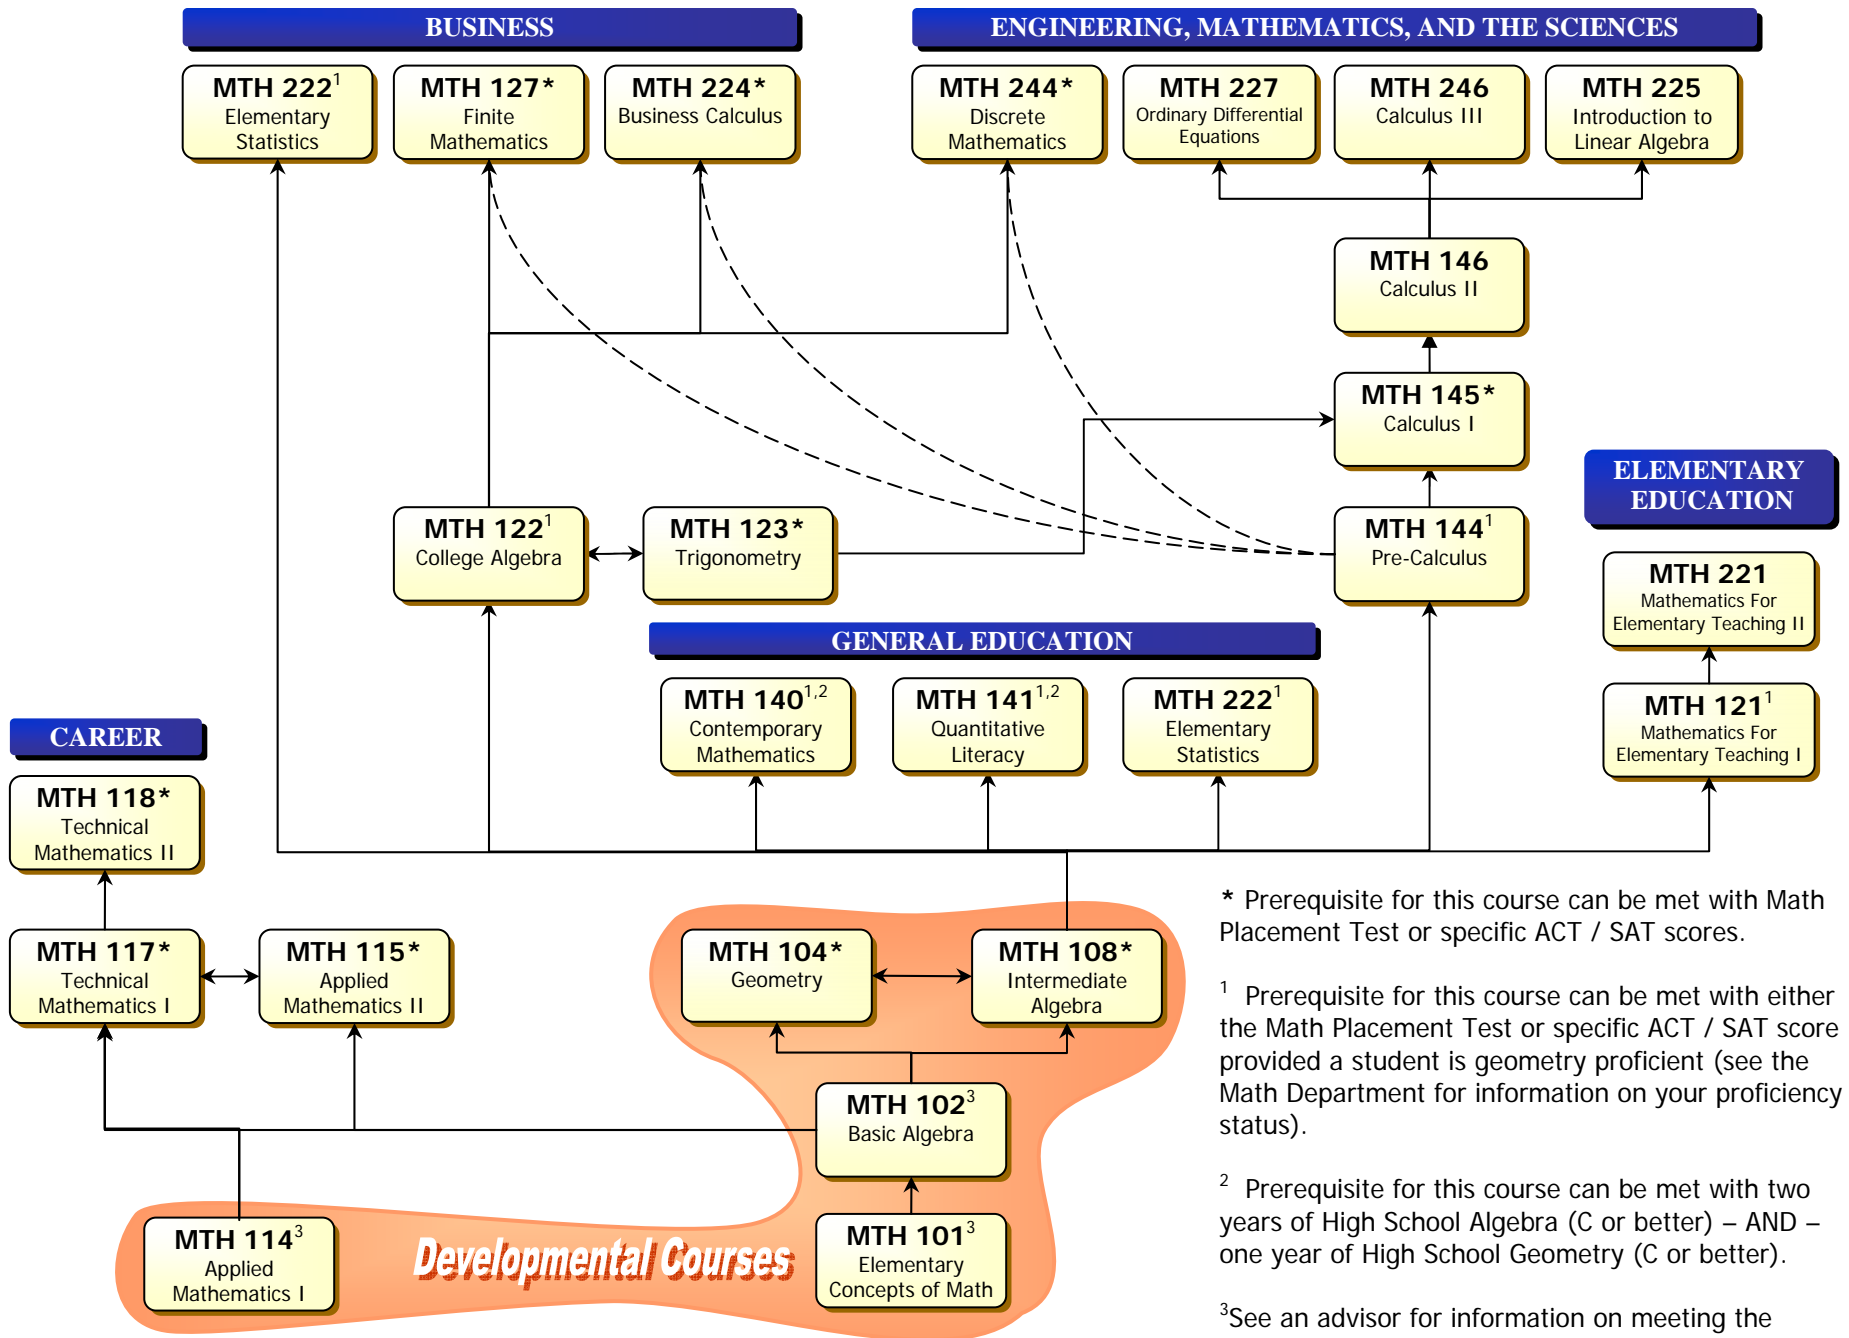 BUSINESS
ENGINEERING, MATHEMATICS, AND THE SCIENCES
MTH 222¹
Elementary
Statistics
MTH 127*
Finite
Mathematics
MTH 224*
Business Calculus
MTH 244*
Discrete
Mathematics
MTH 227
Ordinary Differential
Equations
MTH 246
Calculus III
MTH 225
Introduction to
Linear Algebra
MTH 146
Calculus II
MTH 145*
Calculus I
ELEMENTARY
EDUCATION
MTH 122¹
College Algebra
MTH 123*
Trigonometry
MTH 144¹
Pre-Calculus
MTH 221
Mathematics For
Elementary Teaching II
GENERAL EDUCATION
MTH 140¹,²
Contemporary
Mathematics
MTH 141¹,²
Quantitative
Literacy
MTH 222¹
Elementary
Statistics
MTH 121¹
Mathematics For
Elementary Teaching I
CAREER
MTH 118*
Technical
Mathematics II
MTH 117*
Technical
Mathematics I
MTH 115*
Applied
Mathematics II
MTH 104*
Geometry
MTH 108*
Intermediate
Algebra
MTH 102³
Basic Algebra
MTH 114³
Applied
Mathematics I
Developmental Courses
MTH 101³
Elementary
Concepts of Math
* Prerequisite for this course can be met with Math
Placement Test or specific ACT / SAT scores.
¹ Prerequisite for this course can be met with either
the Math Placement Test or specific ACT / SAT score
provided a student is geometry proficient (see the
Math Department for information on your proficiency
status).
² Prerequisite for this course can be met with two
years of High School Algebra (C or better) – AND –
one year of High School Geometry (C or better).
³See an advisor for information on meeting the